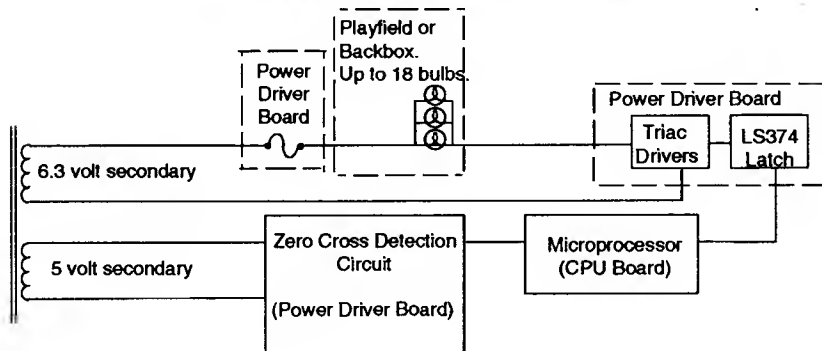 Playfield or
Backbox.
Up to 18 bulbs.
Power
Driver
Board
Power Driver Board
Triac
Drivers
LS374
Latch
6.3 volt secondary
5 volt secondary
Zero Cross Detection
Circuit
(Power Driver Board)
Microprocessor
(CPU Board)